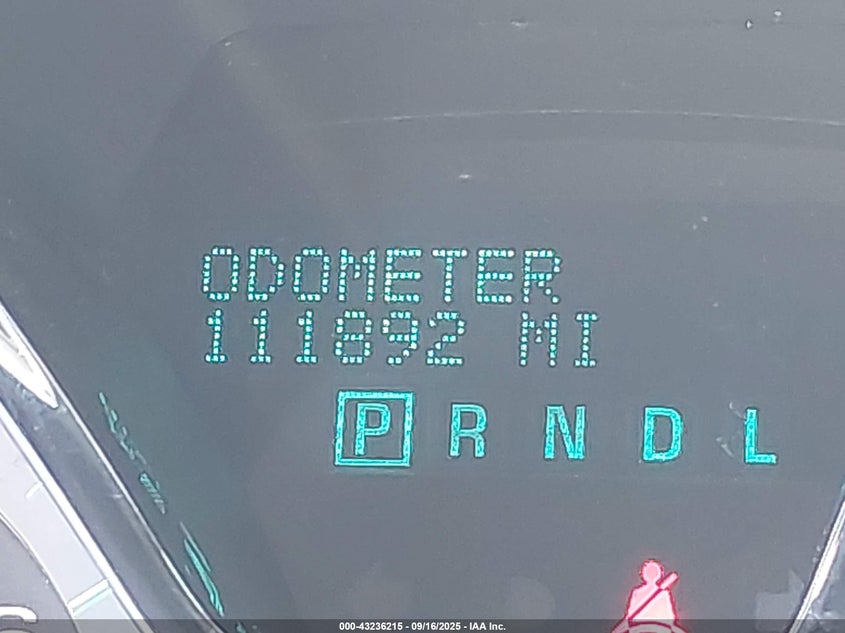 ODOMETER
111892 MI
P R N D L
000-43236215 - 09/16/2025 - IAA Inc.